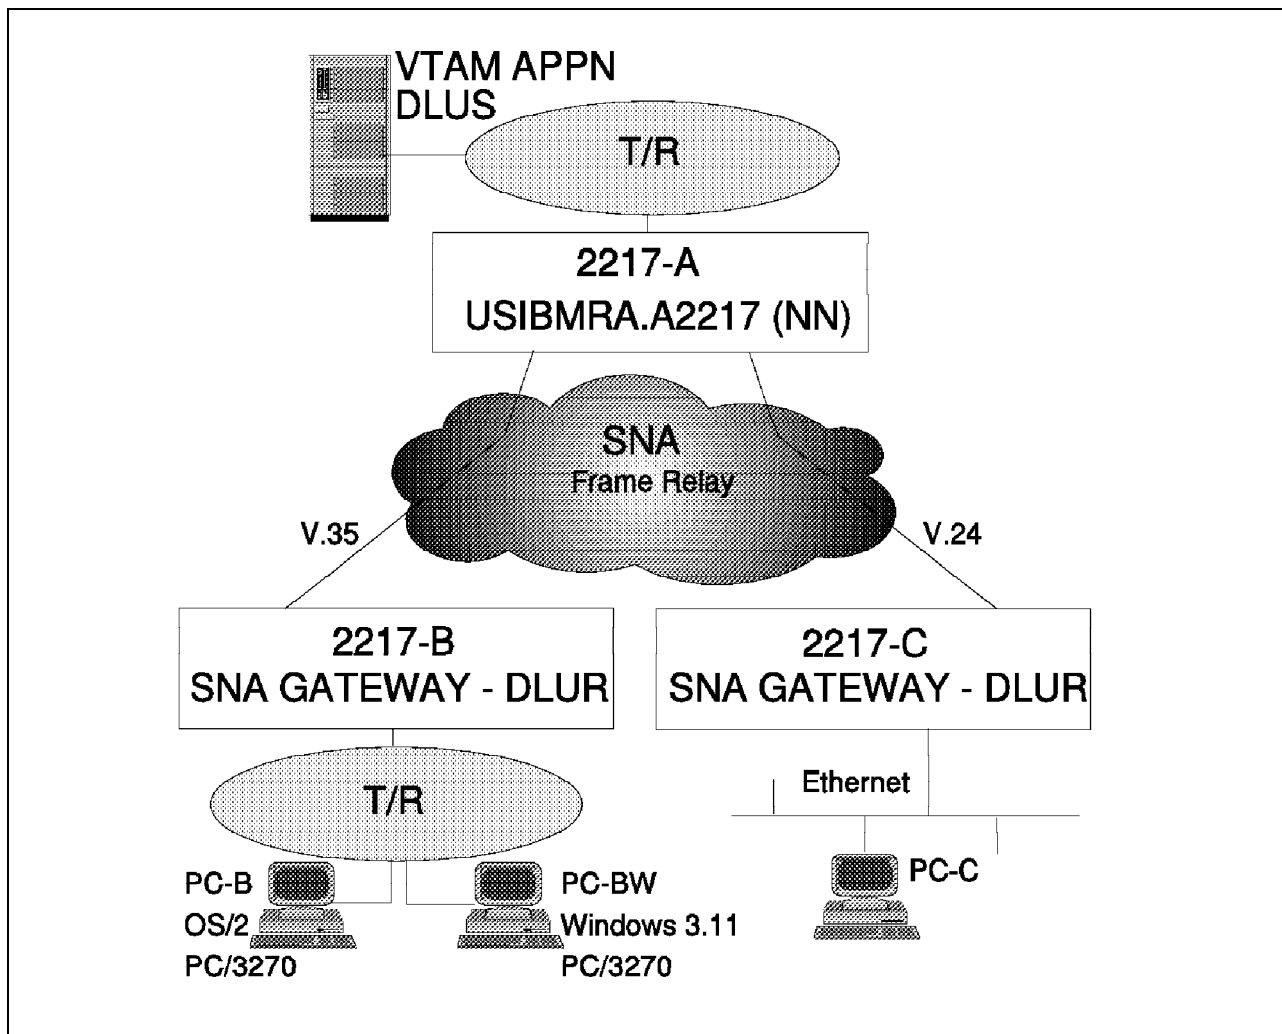 VTAM APPN
DLUS
T/R
2217-A
USIBMRA.A2217 (NN)
SNA
Frame Relay
V.35
V.24
2217-B
SNA GATEWAY - DLUR
2217-C
SNA GATEWAY - DLUR
T/R
Ethernet
PC-B
OS/2
PC/3270
PC-BW
Windows 3.11
PC/3270
PC-C